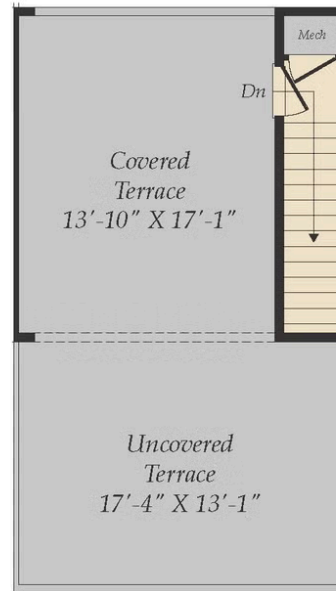 Mech
Dn
Covered
Terrace
13'-10" X 17'-1"
Uncovered
Terrace
17'-4" X 13'-1"